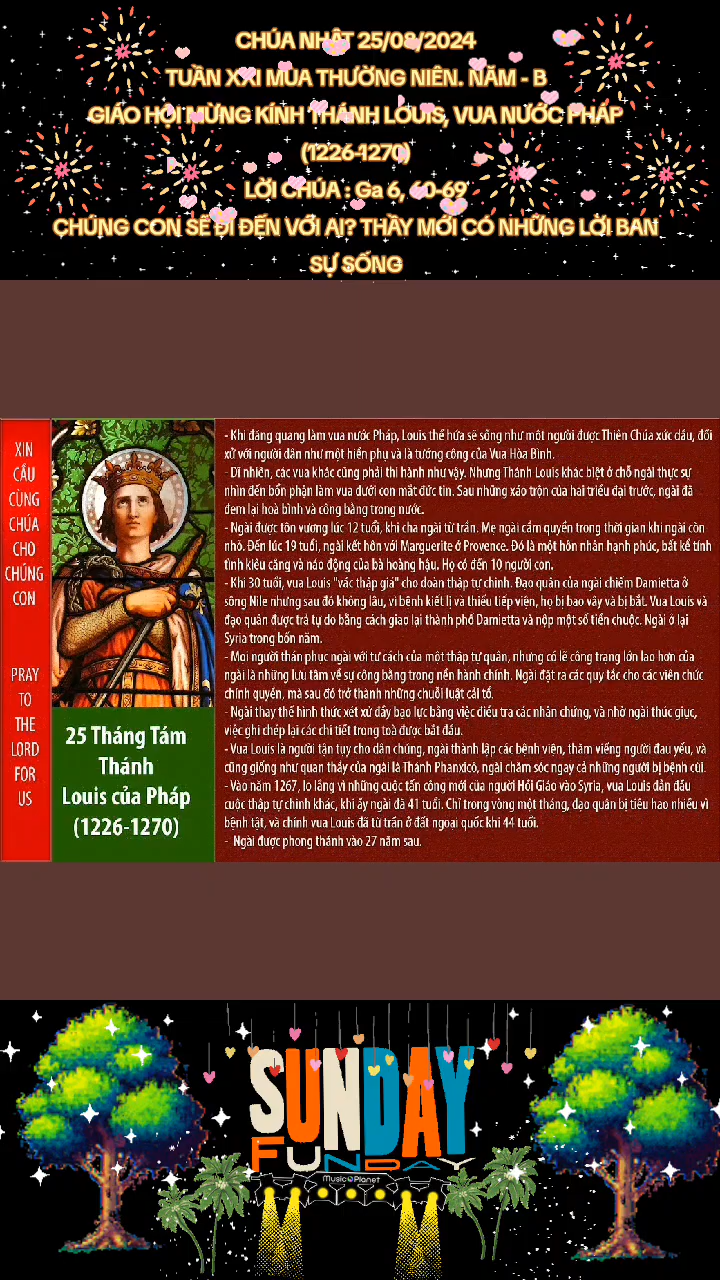 CHÚA NHẬT 25/08/2024
TUẦN XXI MÙA THƯỜNG NIÊN. NĂM - B
GIÁO HỘI MỪNG KÍNH THÁNH LOUIS, VUA NƯỚC PHÁP
(1226-1270)
LỜI CHÚA : Ga 6, 60-69
CHÚNG CON SẼ ĐI ĐẾN VỚI AI? THẦY MỚI CÓ NHỮNG LỜI BAN
SỰ SỐNG
XIN
CẦU
CÙNG
CHÚA
CHO
CHÚNG
CON
PRAY
TO
THE
LORD
FOR
US
25 Tháng Tám
Thánh
Louis của Pháp
(1226-1270)
- Khi đăng quang làm vua nước Pháp, Louis thề hứa sẽ sống như một người được Thiên Chúa xức dầu, đối
xử với người dân như một hiền phụ và là tướng công của Vua Hòa Bình.
- Dĩ nhiên, các vua khác cũng phải thi hành như vậy. Nhưng Thánh Louis khác biệt ở chỗ ngài thực sự
nhìn đến bổn phận làm vua dưới con mắt đức tin. Sau những xáo trộn của hai triều đại trước, ngài đã
đem lại hoà bình và công bằng trong nước.
- Ngài được tôn vương lúc 12 tuổi, khi cha ngài từ trần. Mẹ ngài cầm quyền trong thời gian khi ngài còn
nhỏ. Đến lúc 19 tuổi, ngài kết hôn với Marguerite ở Provence. Đó là một hôn nhân hạnh phúc, bất kể tính
tình kiêu căng và náo động của bà hoàng hậu. Họ có đến 10 người con.
- Khi 30 tuổi, vua Louis "vác thập giá" cho đoàn thập tự chinh. Đạo quân của ngài chiếm Damietta ở
sông Nile nhưng sau đó không lâu, vì bệnh kiết lị và thiếu tiếp viện, họ bị bao vây và bị bắt. Vua Louis và
đạo quân được trả tự do bằng cách giao lại thành phố Damietta và nộp một số tiền chuộc. Ngài ở lại
Syria trong bốn năm.
- Mọi người thán phục ngài với tư cách của một thập tự quân, nhưng có lẽ công trạng lớn lao hơn của
ngài là những lưu tâm về sự công bằng trong nền hành chính. Ngài đặt ra các quy tắc cho các viên chức
chính quyền, mà sau đó trở thành những chuỗi luật cải tổ.
- Ngài thay thế hình thức xét xử đầy bạo lực bằng việc điều tra các nhân chứng, và nhờ ngài thúc giục,
việc ghi chép lại các chi tiết trong toà được bắt đầu.
- Vua Louis là người tận tụy cho dân chúng, ngài thành lập các bệnh viện, thăm viếng người đau yếu, và
cũng giống như quan thầy của ngài là Thánh Phanxicô, ngài chăm sóc ngay cả những người bị bệnh cùi.
- Vào năm 1267, lo lắng vì những cuộc tấn công mới của người Hồi Giáo vào Syria, vua Louis dẫn đầu
cuộc thập tự chinh khác, khi ấy ngài đã 41 tuổi. Chỉ trong vòng một tháng, đạo quân bị tiêu hao nhiều vì
bệnh tật, và chính vua Louis đã từ trần ở đất ngoại quốc khi 44 tuổi.
- Ngài được phong thánh vào 27 năm sau.
SUNDAY
FUNDAY
Music Planet